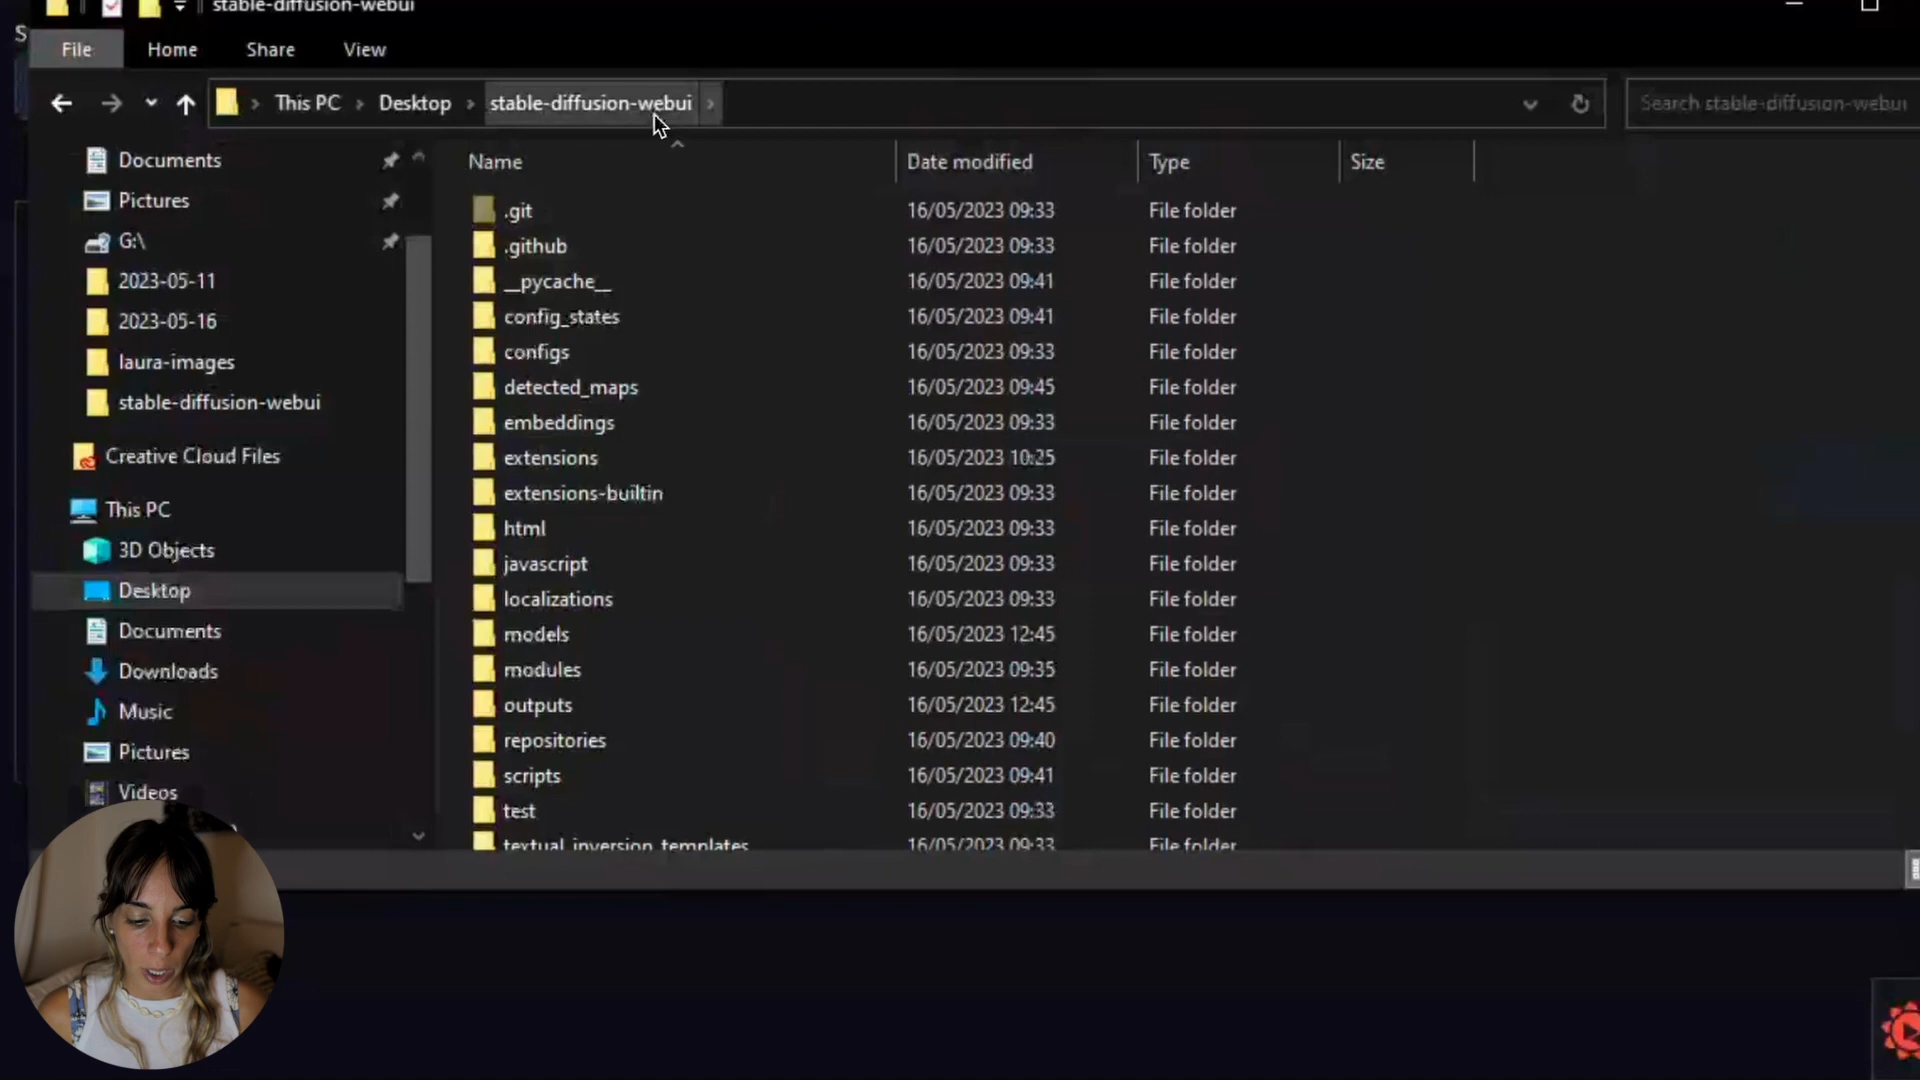 stable-diffusion-webui
S
File Home Share View
This PC Desktop stable-diffusion-webui
Search stable-diffusion-webui
Documents
Pictures
G:\
2023-05-11
2023-05-16
laura-images
stable-diffusion-webui
Creative Cloud Files
This PC
3D Objects
Desktop
Documents
Downloads
Music
Pictures
Videos
Name Date modified Type Size
.git 16/05/2023 09:33 File folder
.github 16/05/2023 09:33 File folder
__pycache__ 16/05/2023 09:41 File folder
config_states 16/05/2023 09:41 File folder
configs 16/05/2023 09:33 File folder
detected_maps 16/05/2023 09:45 File folder
embeddings 16/05/2023 09:33 File folder
extensions 16/05/2023 10:25 File folder
extensions-builtin 16/05/2023 09:33 File folder
html 16/05/2023 09:33 File folder
javascript 16/05/2023 09:33 File folder
localizations 16/05/2023 09:33 File folder
models 16/05/2023 12:45 File folder
modules 16/05/2023 09:35 File folder
outputs 16/05/2023 12:45 File folder
repositories 16/05/2023 09:40 File folder
scripts 16/05/2023 09:41 File folder
test 16/05/2023 09:33 File folder
textual_inversion_templates 16/05/2023 09:33 File folder